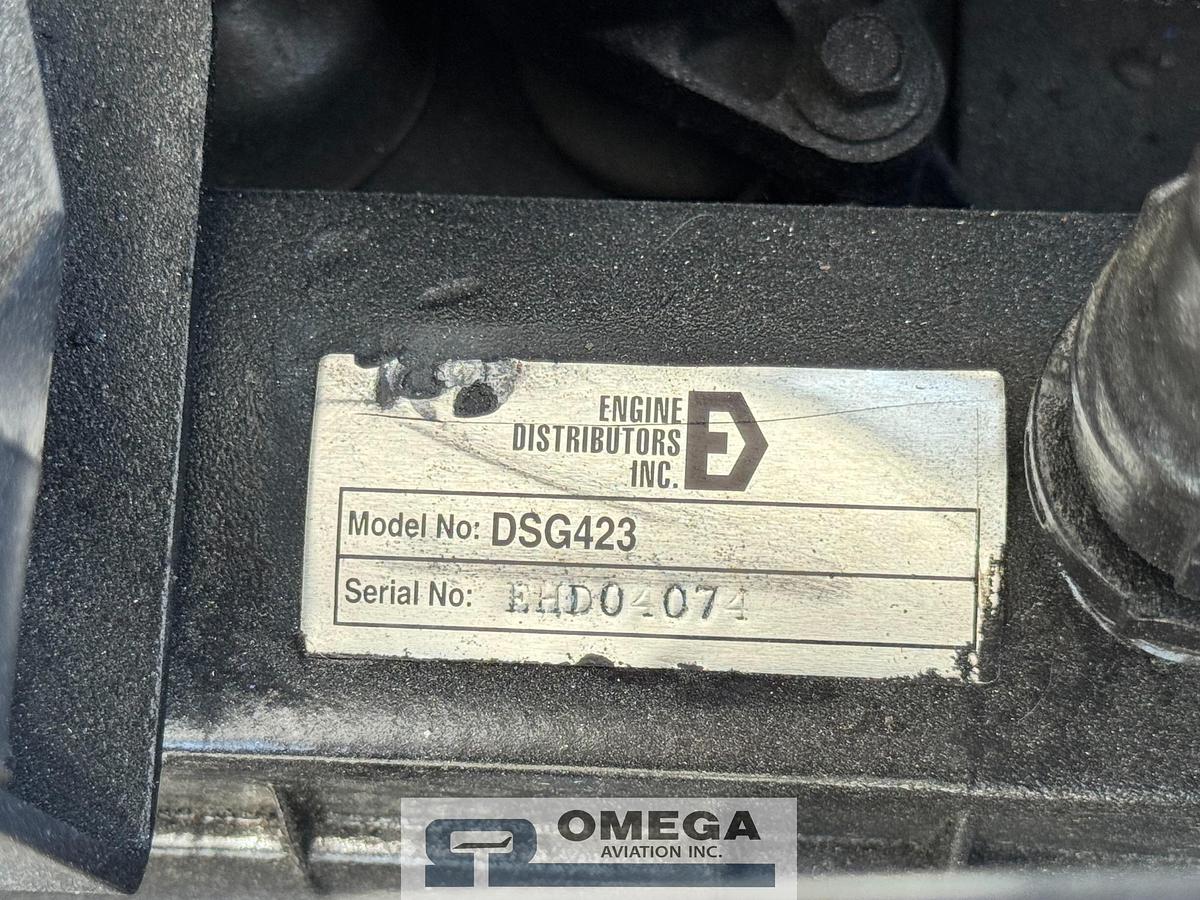 ENGINE
DISTRIBUTORS
INC.
Model No: DSG423
Serial No: EHD04074
OMEGA
AVIATION INC.